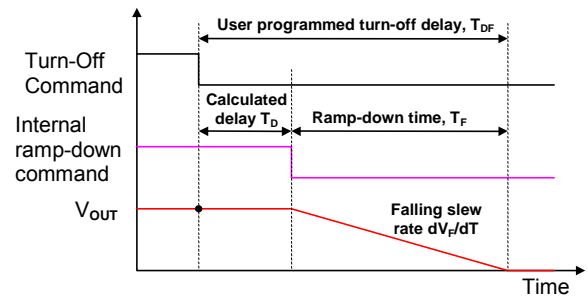 User programmed turn-off delay, TDF
Turn-Off
Command
Calculated
delay TD
Ramp-down time, TF
Internal
ramp-down
command
VOUT
Falling slew
rate dVF/dT
Time